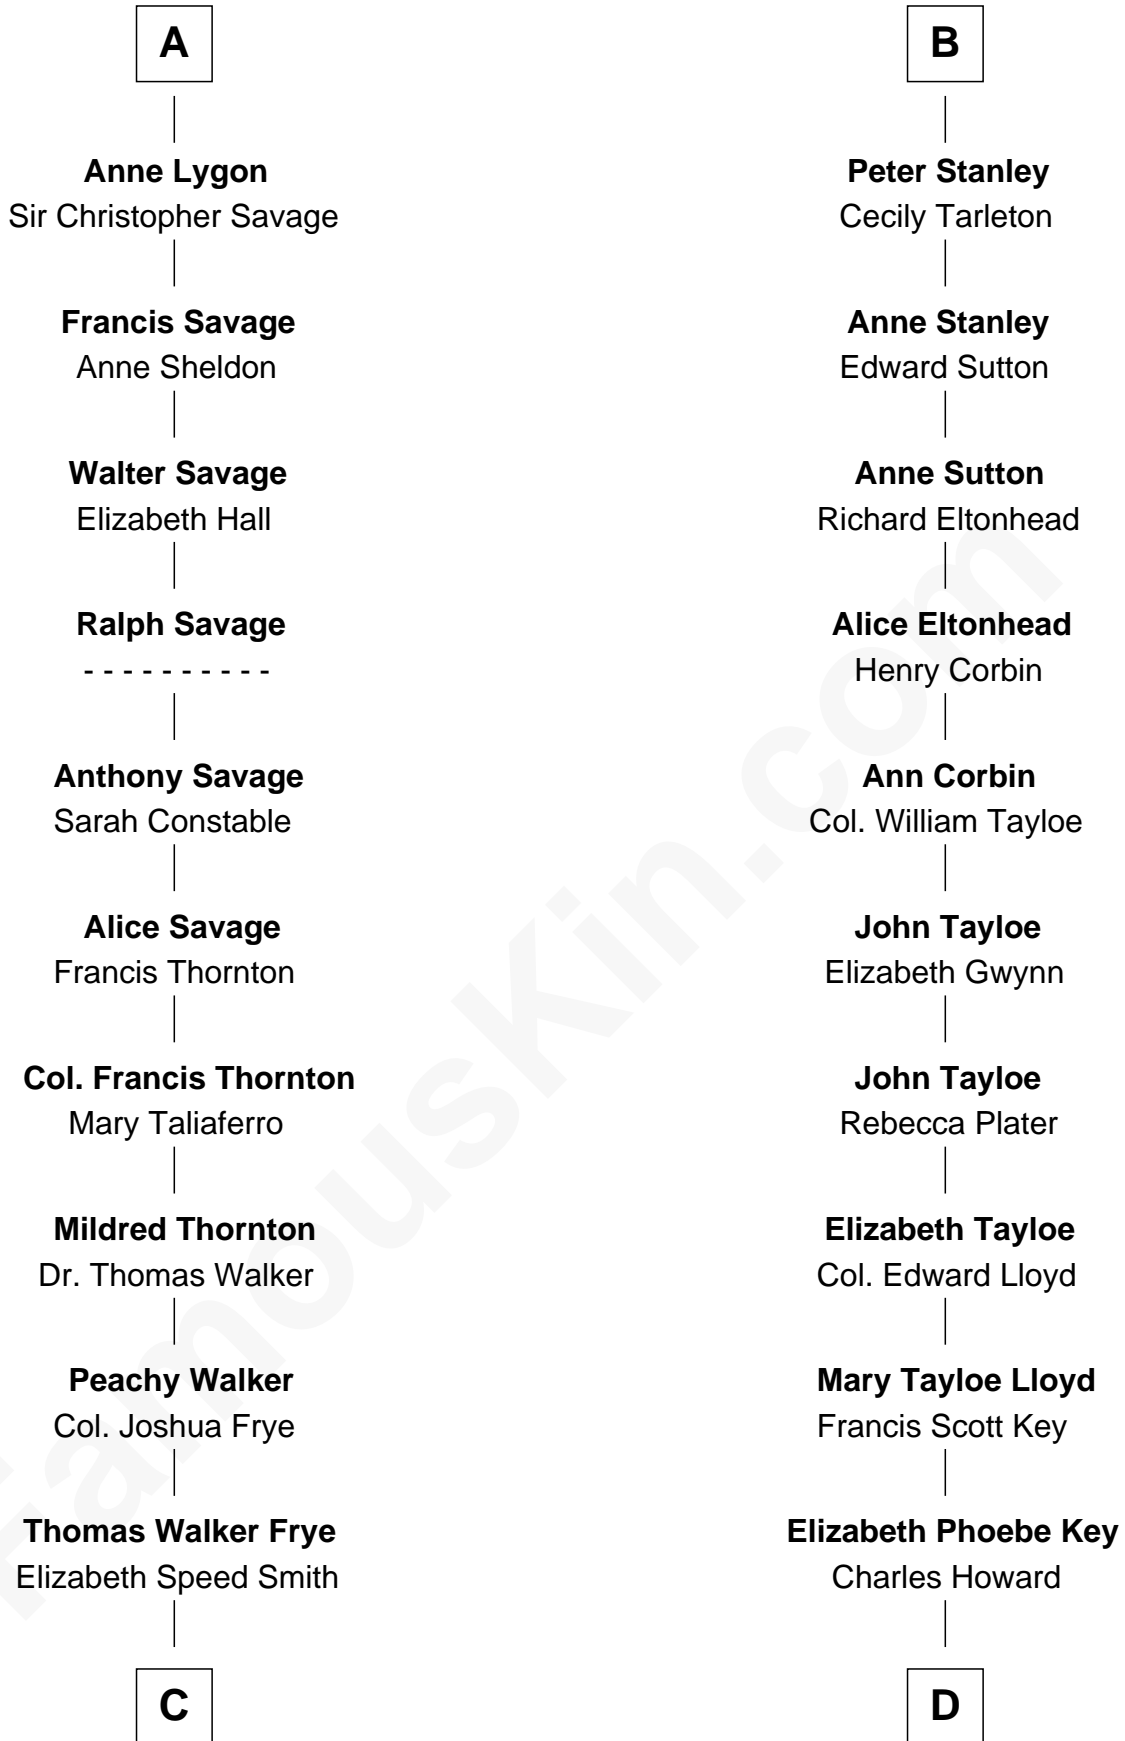 A
Anne Lygon
Sir Christopher Savage
Francis Savage
Anne Sheldon
Walter Savage
Elizabeth Hall
Ralph Savage
- - - - - - - - - -
Anthony Savage
Sarah Constable
Alice Savage
Francis Thornton
Col. Francis Thornton
Mary Taliaferro
Mildred Thornton
Dr. Thomas Walker
Peachy Walker
Col. Joshua Frye
Thomas Walker Frye
Elizabeth Speed Smith
C
B
Peter Stanley
Cecily Tarleton
Anne Stanley
Edward Sutton
Anne Sutton
Richard Eltonhead
Alice Eltonhead
Henry Corbin
Ann Corbin
Col. William Tayloe
John Tayloe
Elizabeth Gwynn
John Tayloe
Rebecca Plater
Elizabeth Tayloe
Col. Edward Lloyd
Mary Tayloe Lloyd
Francis Scott Key
Elizabeth Phoebe Key
Charles Howard
D
FamousKin.com